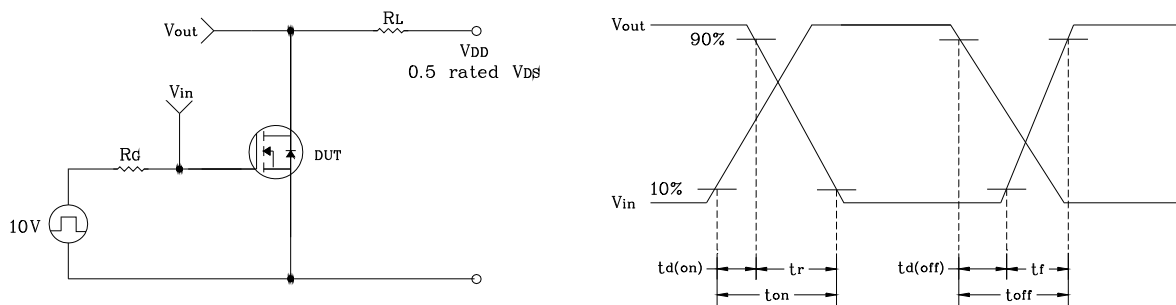 Vout
RL
VDD
0.5 rated VDS
Vin
RG
DUT
10V
Vout
90%
10%
Vin
td(on)
tr
td(off)
tf
ton
toff